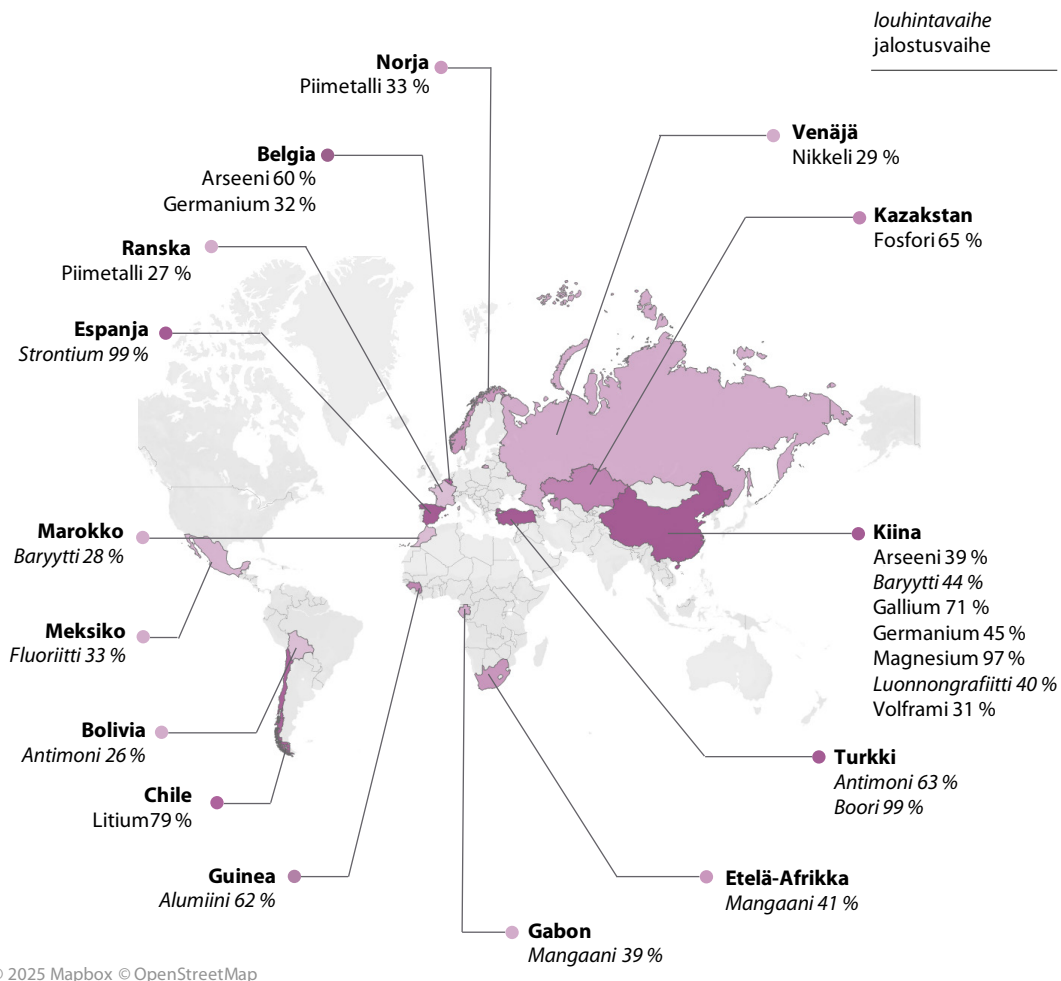 louhintavaihe
jalostusvaihe
Norja
Piimetalli 33 %
Belgia
Arseeni 60 %
Germanium 32 %
Ranska
Piimetalli 27 %
Espanja
Strontium 99 %
Marokko
Baryytti 28 %
Meksiko
Fluoriitti 33 %
Bolivia
Antimoni 26 %
Chile
Litium79 %
Guinea
Alumiini 62 %
Gabon
Mangaani 39 %
Venäjä
Nikkeli 29 %
Kazakstan
Fosfori 65 %
Kiina
Arseeni 39 %
Baryytti 44 %
Gallium 71 %
Germanium 45 %
Magnesium 97 %
Luonnongrafiitti 40 %
Volframi 31 %
Turkki
Antimoni 63 %
Boori 99 %
Etelä-Afrikka
Mangaani 41 %
© 2025 Mapbox © OpenStreetMap